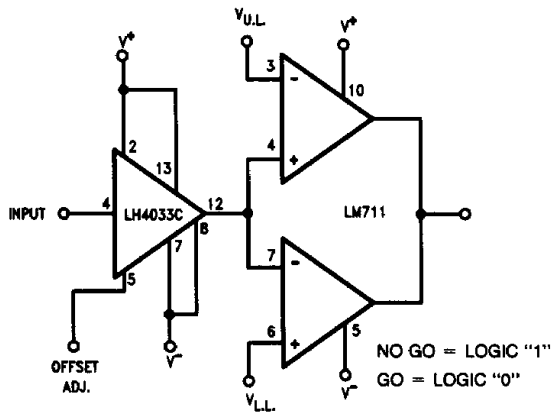 V+
VU.L.
V+
3
-
10
2
4
+
13
INPUT
4
LH4033C
12
LM711
8
7
5
7
-
6
+
5
V-
OFFSET
ADJ.
VL.L.
V-
NO GO = LOGIC "1"
GO = LOGIC "0"